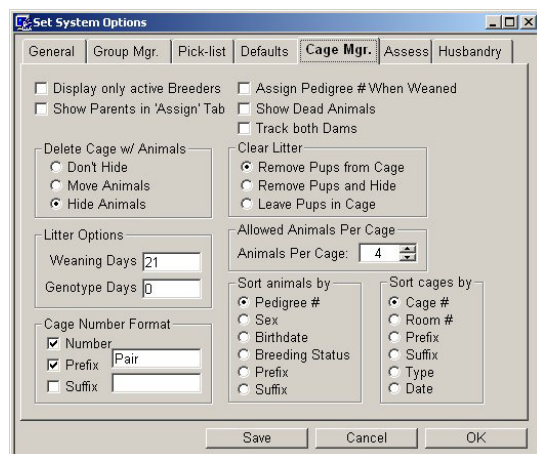 Set System Options
General Group Mgr. Pick-list Defaults Cage Mgr. Assess Husbandry
Display only active Breeders
Show Parents in 'Assign' Tab
Assign Pedigree # When Weaned
Show Dead Animals
Track both Dams
Delete Cage w/ Animals
Don't Hide
Move Animals
Hide Animals
Clear Litter
Remove Pups from Cage
Remove Pups and Hide
Leave Pups in Cage
Litter Options
Weaning Days 21
Genotype Days 0
Allowed Animals Per Cage
Animals Per Cage: 4
Cage Number Format
Number
Prefix Pair
Suffix
Sort animals by
Pedigree #
Sex
Birthdate
Breeding Status
Prefix
Suffix
Sort cages by
Cage #
Room #
Prefix
Suffix
Type
Date
Save Cancel OK